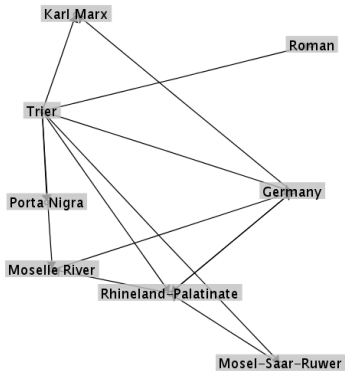 Karl Marx
Roman
Trier
Germany
Porta Nigra
Moselle River
Rhineland-Palatinate
Mosel-Saar-Ruwer